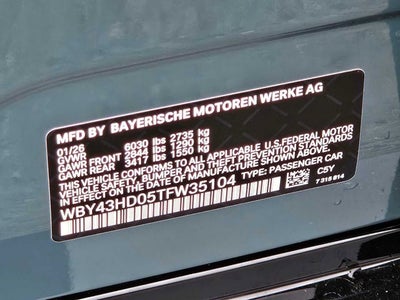 MFD BY BAYERISCHE MOTOREN WERKE AG
01/26
GVWR 6030 lbs 2735 kg
GAWR FRONT 2844 lbs 1290 kg
GAWR REAR 3417 lbs 1550 kg
THIS VEHICLE CONFORMS TO ALL APPLICABLE U.S.FEDERAL MOTOR
VEHICLE SAFETY, BUMPER, AND THEFT PREVENTION STANDARDS IN
EFFECT ON THE DATE OF MANUFACTURE SHOWN ABOVE.
WBY43HD05TFW35104 TYPE: PASSENGER CAR
C5Y
7 315 814